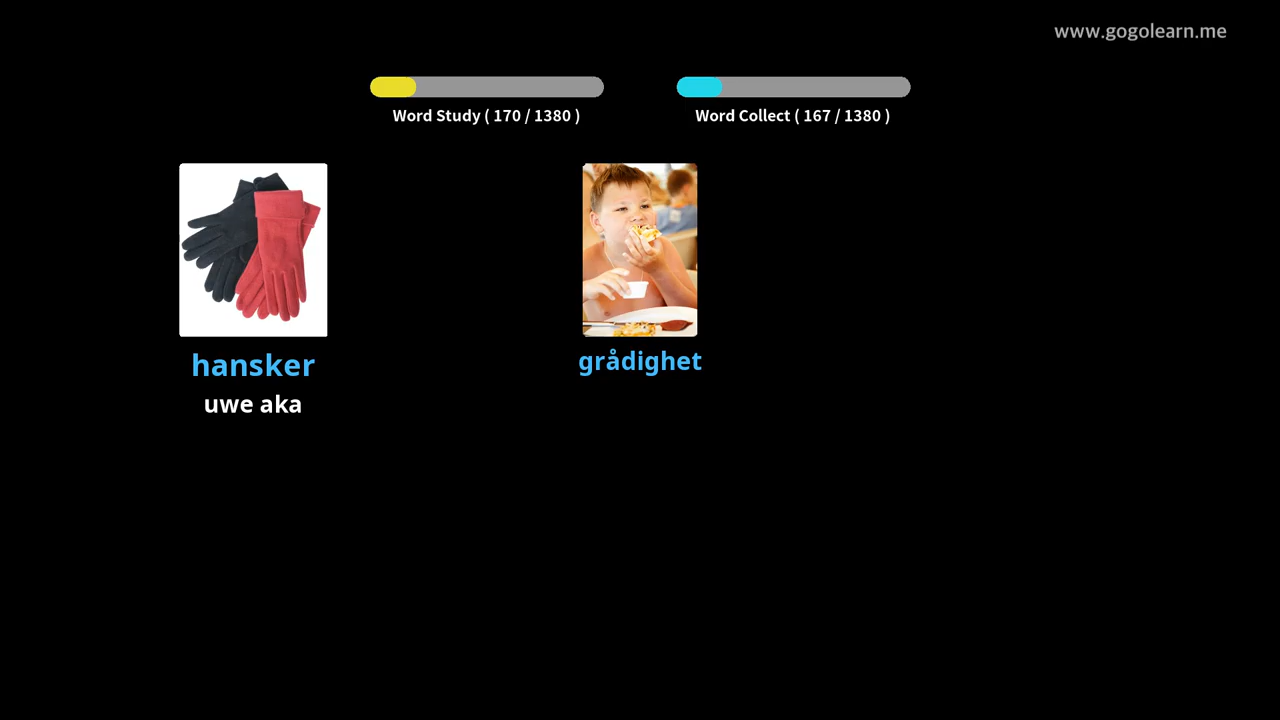 www.gogolearn.me
Word Study ( 170 / 1380 )
Word Collect ( 167 / 1380 )
hansker
uwe aka
grådighet